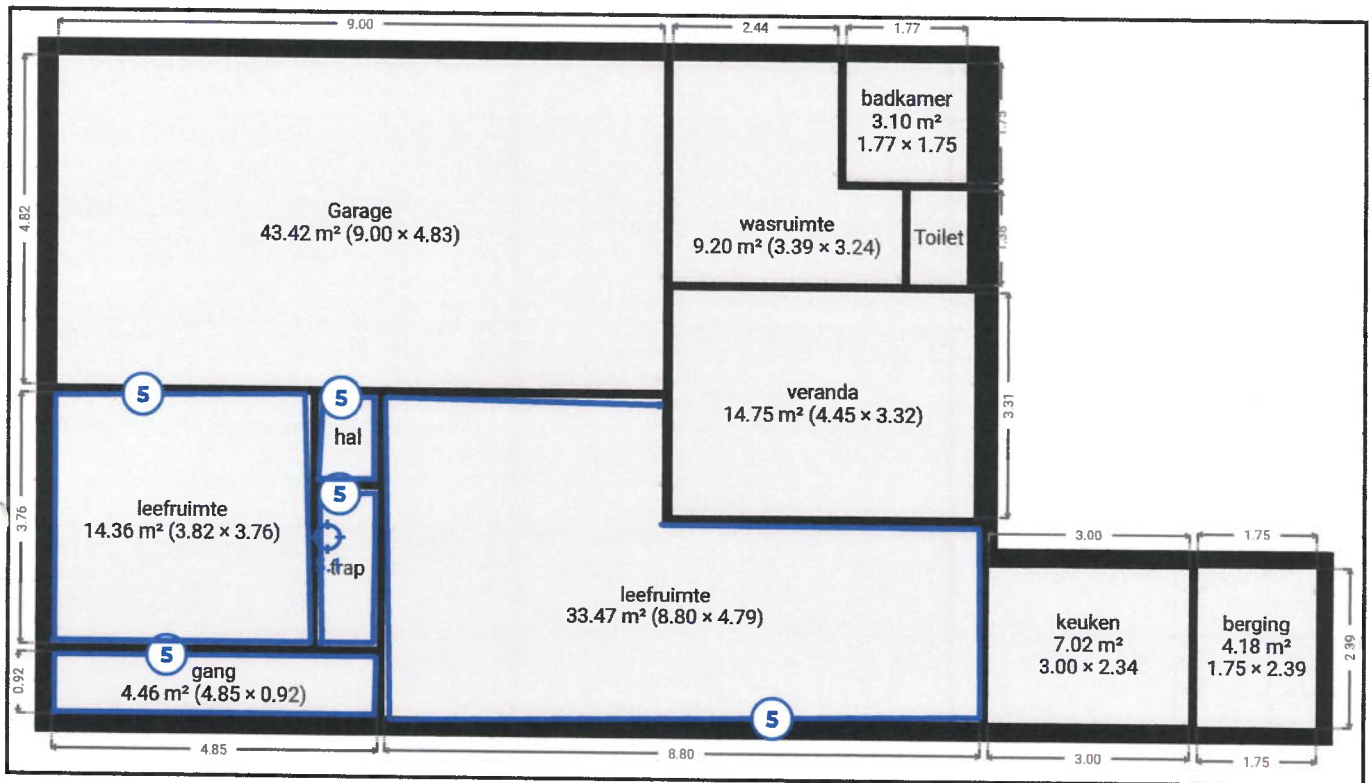 9.00
2.44
1.77
badkamer
3.10 m²
1.77 × 1.75
1.75
4.82
Garage
43.42 m² (9.00 × 4.83)
wasruimte
9.20 m² (3.39 × 3.24)
Toilet
1.38
veranda
14.75 m² (4.45 × 3.32)
3.31
5
5
hal
5
leefruimte
14.36 m² (3.82 × 3.76)
3.76
trap
leefruimte
33.47 m² (8.80 × 4.79)
3.00
1.75
keuken
7.02 m²
3.00 × 2.34
berging
4.18 m²
1.75 × 2.39
2.39
5
gang
4.46 m² (4.85 × 0.92)
0.92
5
4.85
8.80
3.00
1.75